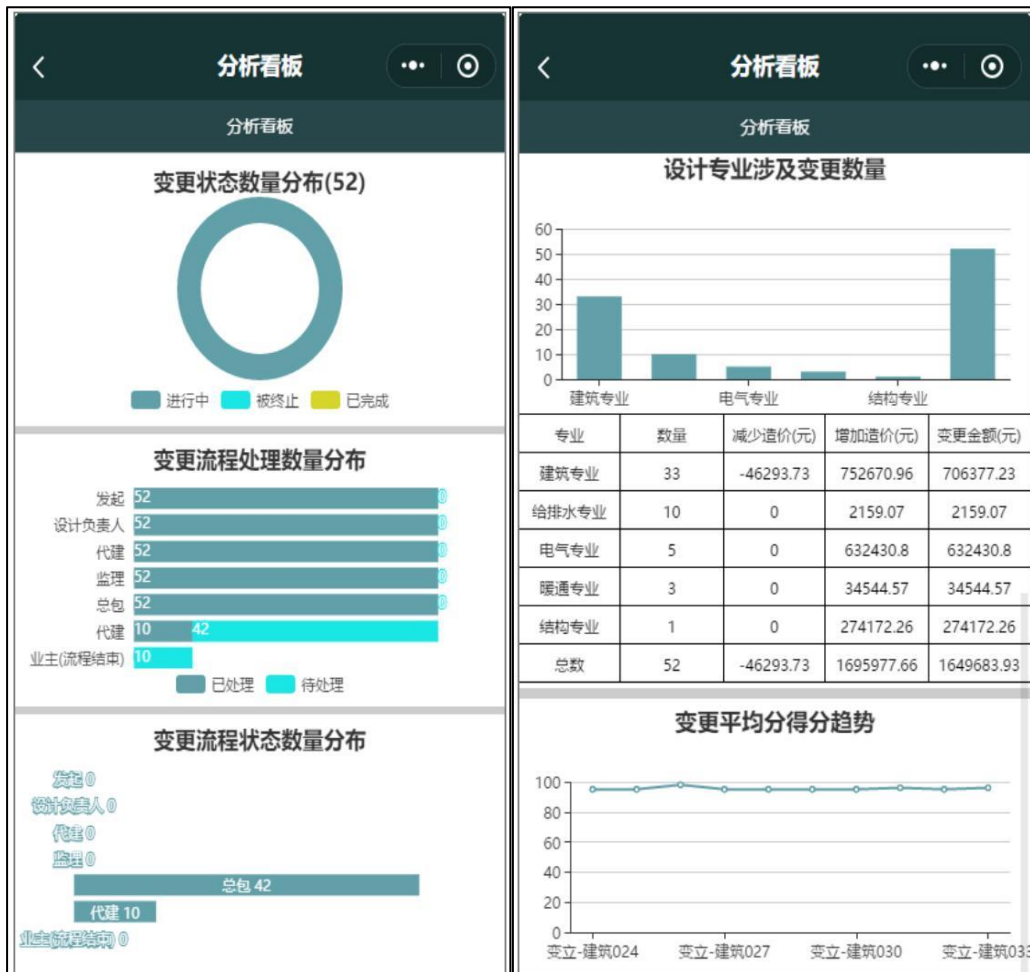 分析看板
分析看板
变更状态数量分布(52)
进行中 被终止 已完成
变更流程处理数量分布
发起 52 0
设计负责人 52 0
代建 52 0
监理 52 0
总包 52 0
代建 10 42
业主(流程结束) 10
已处理 待处理
变更流程状态数量分布
发起 0
设计负责人 0
代建 0
监理 0
总包 42
代建 10
业主(流程结束) 0
分析看板
分析看板
设计专业涉及变更数量
60
50
40
30
20
10
0
建筑专业 电气专业 结构专业
专业 数量 减少造价(元) 增加造价(元) 变更金额(元)
建筑专业 33 -46293.73 752670.96 706377.23
给排水专业 10 0 2159.07 2159.07
电气专业 5 0 632430.8 632430.8
暖通专业 3 0 34544.57 34544.57
结构专业 1 0 274172.26 274172.26
总数 52 -46293.73 1695977.66 1649683.93
变更平均分得分趋势
100
80
60
40
20
0
变立-建筑024 变立-建筑027 变立-建筑030 变立-建筑033